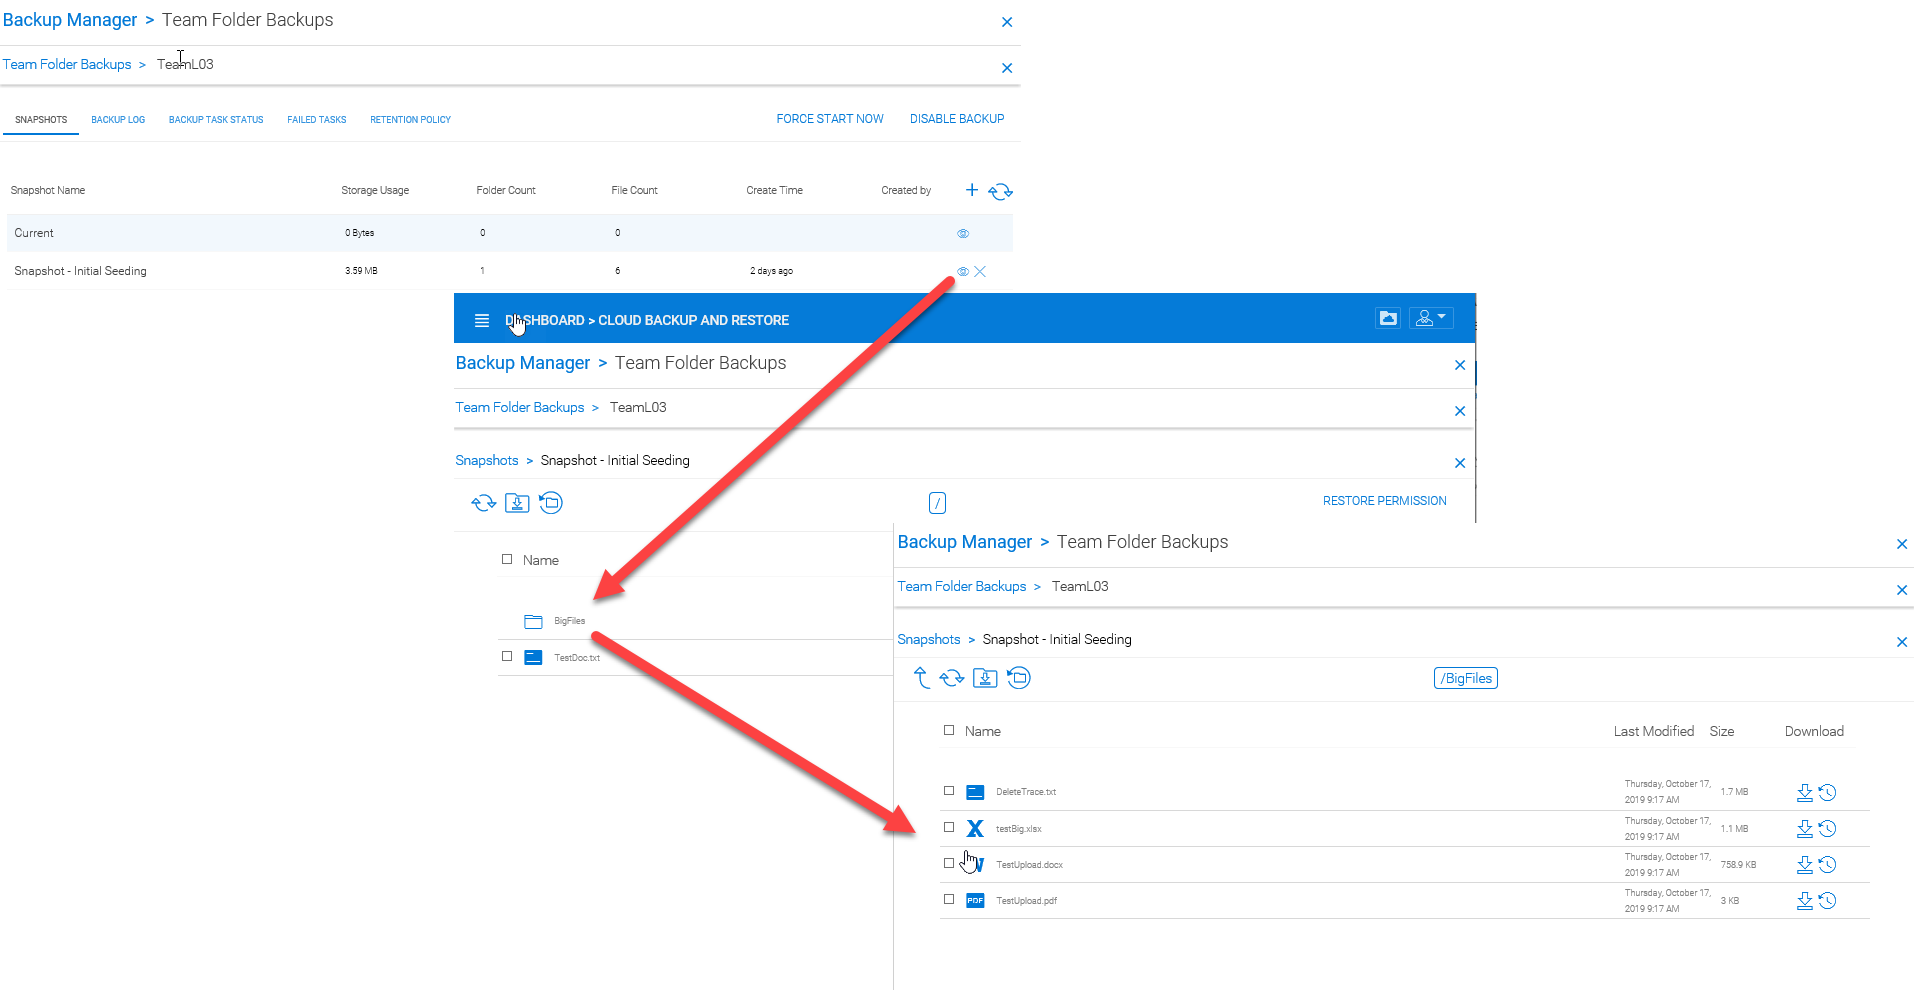 Backup Manager > Team Folder Backups
Team Folder Backups > TeamL03
SNAPSHOTS BACKUP LOG BACKUP TASK STATUS FAILED TASKS RETENTION POLICY FORCE START NOW DISABLE BACKUP
Snapshot Name Storage Usage Folder Count File Count Create Time Created by
Current 0 Bytes 0 0
Snapshot - Initial Seeding 3.59 MB 1 6 2 days ago
DASHBOARD > CLOUD BACKUP AND RESTORE
Backup Manager > Team Folder Backups
Team Folder Backups > TeamL03
Snapshots > Snapshot - Initial Seeding
/ RESTORE PERMISSION
Name
BigFiles
TestDoc.txt
Backup Manager > Team Folder Backups
Team Folder Backups > TeamL03
Snapshots > Snapshot - Initial Seeding
/BigFiles
Name Last Modified Size Download
DeleteTrace.txt Thursday, October 17, 2019 9:17 AM 1.7 MB
testBig.xlsx Thursday, October 17, 2019 9:17 AM 1.1 MB
TestUpload.docx Thursday, October 17, 2019 9:17 AM 758.9 KB
PDF TestUpload.pdf Thursday, October 17, 2019 9:17 AM 3 KB